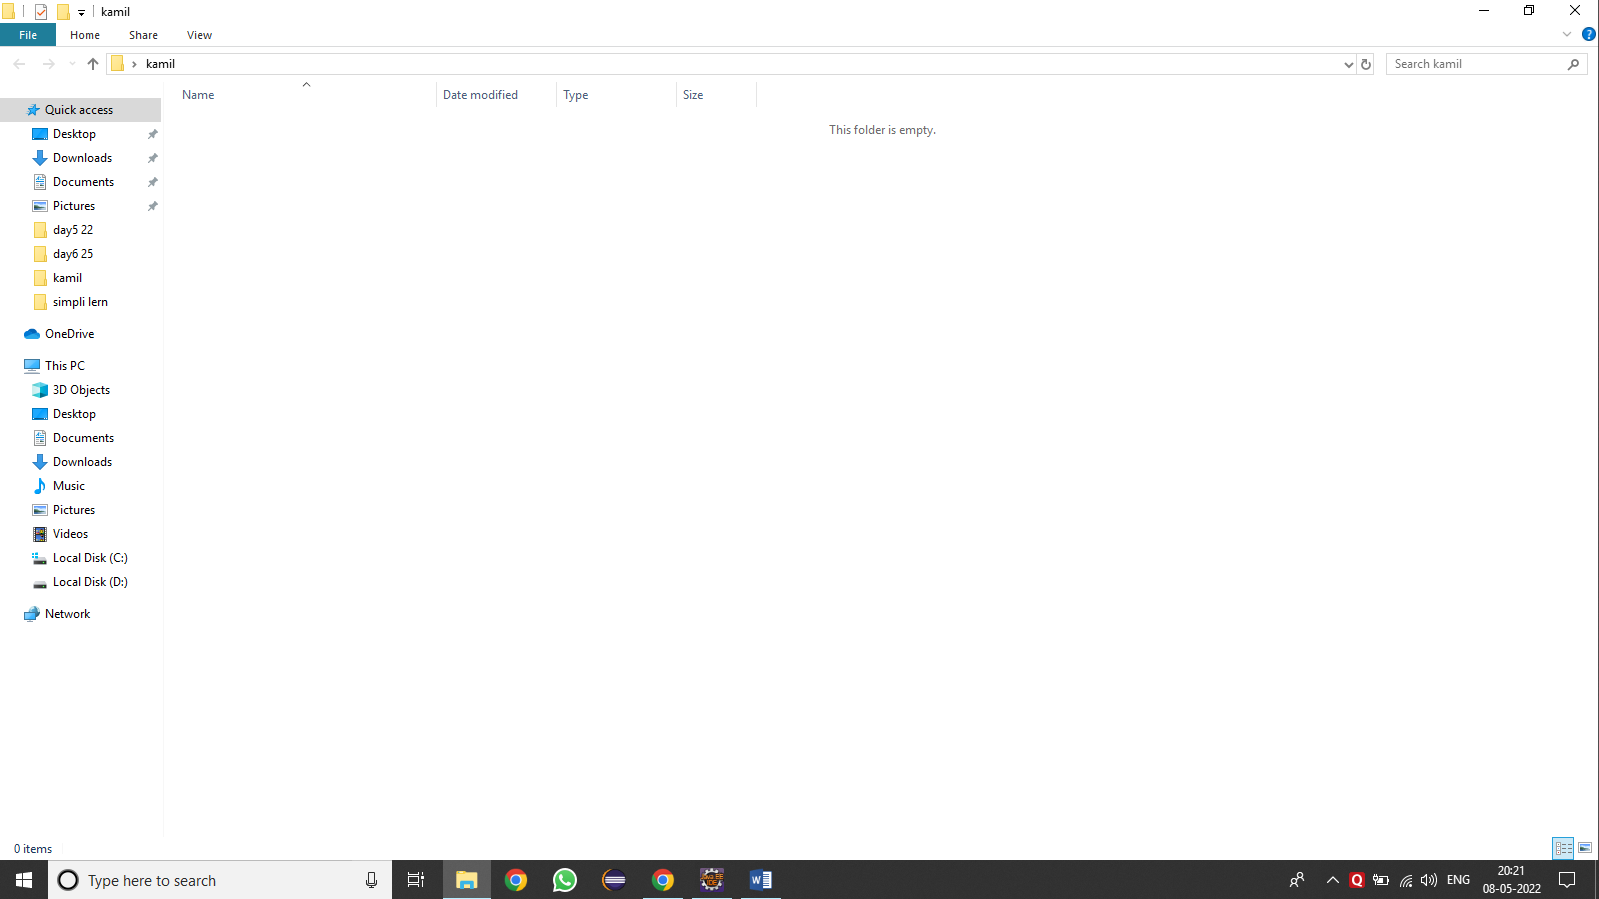 kamil
File Home Share View
kamil
Search kamil
Name Date modified Type Size
This folder is empty.
Quick access
Desktop
Downloads
Documents
Pictures
day5 22
day6 25
kamil
simpli lern
OneDrive
This PC
3D Objects
Desktop
Documents
Downloads
Music
Pictures
Videos
Local Disk (C:)
Local Disk (D:)
Network
0 items
Type here to search
ENG
20:21
08-05-2022